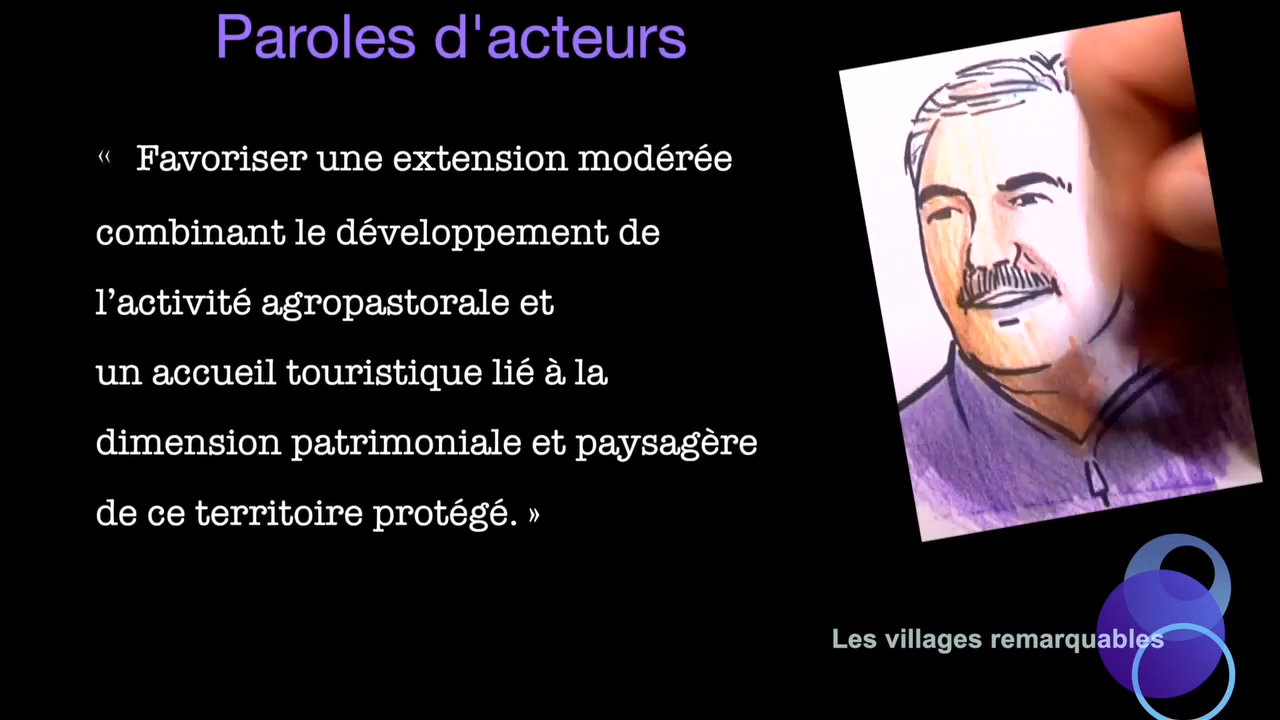 Paroles d'acteurs
« Favoriser une extension modérée
combinant le développement de
l’activité agropastorale et
un accueil touristique lié à la
dimension patrimoniale et paysagère
de ce territoire protégé. »
Les villages remarquables